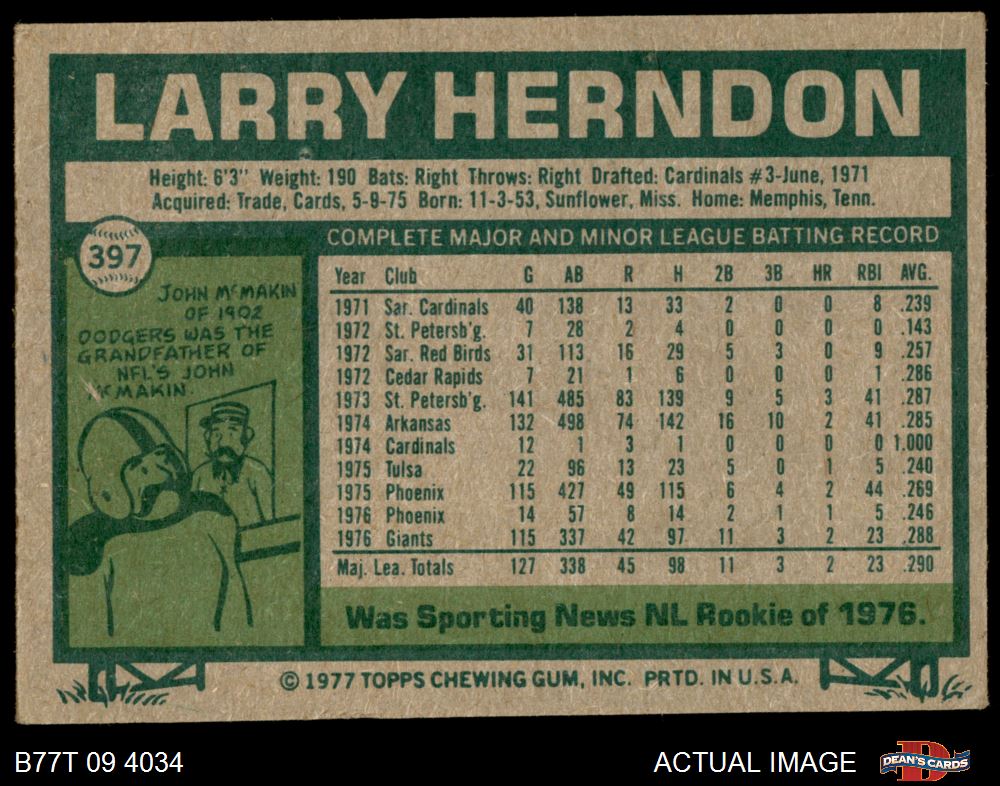 LARRY HERNDON
Height: 6'3" Weight: 190 Bats: Right Throws: Right Drafted: Cardinals #3-June, 1971
Acquired: Trade, Cards, 5-9-75 Born: 11-3-53, Sunflower, Miss. Home: Memphis, Tenn.
397
JOHN McMAKIN
OF 1902
DODGERS WAS THE
GRANDFATHER OF
NFL'S JOHN
McMAKIN.
COMPLETE MAJOR AND MINOR LEAGUE BATTING RECORD
Year Club G AB R H 2B 3B HR RBI AVG.
1971 Sar. Cardinals 40 138 13 33 2 0 0 8 .239
1972 St. Petersb'g. 7 28 2 4 0 0 0 0 .143
1972 Sar. Red Birds 31 113 16 29 5 3 0 9 .257
1972 Cedar Rapids 7 21 1 6 0 0 0 1 .286
1973 St. Petersb'g. 141 485 83 139 9 5 3 41 .287
1974 Arkansas 132 498 74 142 16 10 2 41 .285
1974 Cardinals 12 1 3 1 0 0 0 0 1.000
1975 Tulsa 22 96 13 23 5 0 1 5 .240
1975 Phoenix 115 427 49 115 6 4 2 44 .269
1976 Phoenix 14 57 8 14 2 1 1 5 .246
1976 Giants 115 337 42 97 11 3 2 23 .288
Maj. Lea. Totals 127 338 45 98 11 3 2 23 .290
Was Sporting News NL Rookie of 1976.
© 1977 TOPPS CHEWING GUM, INC. PRTD. IN U.S.A.
B77T 09 4034
ACTUAL IMAGE
DEAN'S CARDS